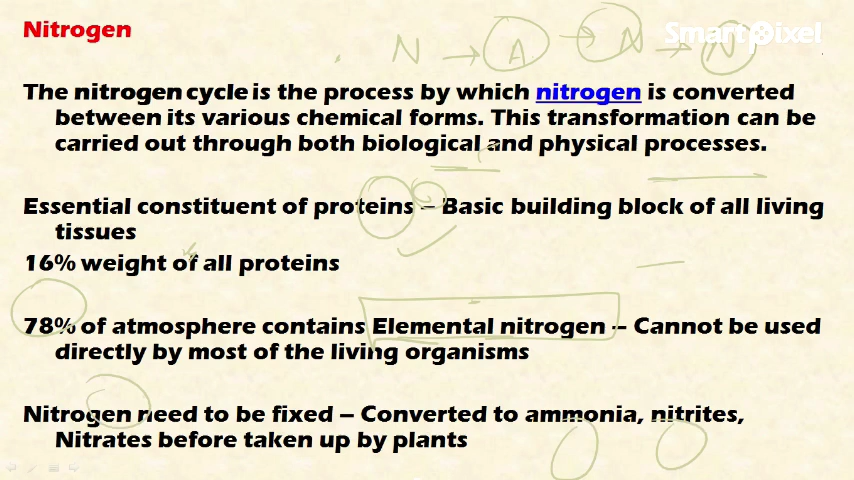 Nitrogen
N → A → N → N
SmartPixel
The nitrogen cycle is the process by which nitrogen is converted
between its various chemical forms. This transformation can be
carried out through both biological and physical processes.
Essential constituent of proteins – Basic building block of all living
tissues
16% weight of all proteins
78% of atmosphere contains Elemental nitrogen – Cannot be used
directly by most of the living organisms
Nitrogen need to be fixed – Converted to ammonia, nitrites,
Nitrates before taken up by plants